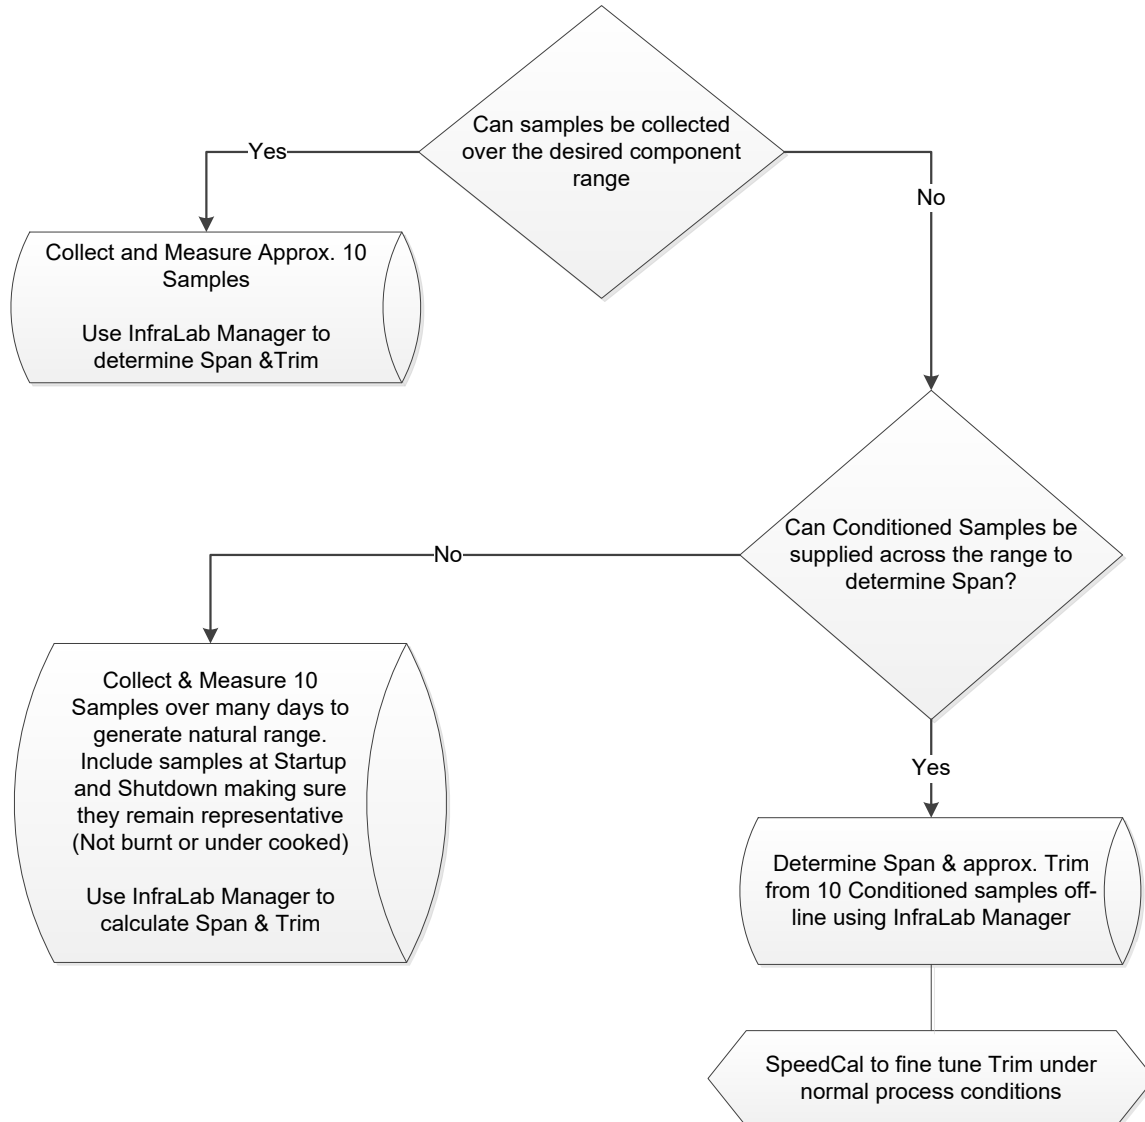 Can samples be collected
over the desired component
range
Yes
No
Collect and Measure Approx. 10
Samples
Use InfraLab Manager to
determine Span &Trim
Can Conditioned Samples be
supplied across the range to
determine Span?
No
Yes
Collect & Measure 10
Samples over many days to
generate natural range.
Include samples at Startup
and Shutdown making sure
they remain representative
(Not burnt or under cooked)
Use InfraLab Manager to
calculate Span & Trim
Determine Span & approx. Trim
from 10 Conditioned samples off-
line using InfraLab Manager
SpeedCal to fine tune Trim under
normal process conditions